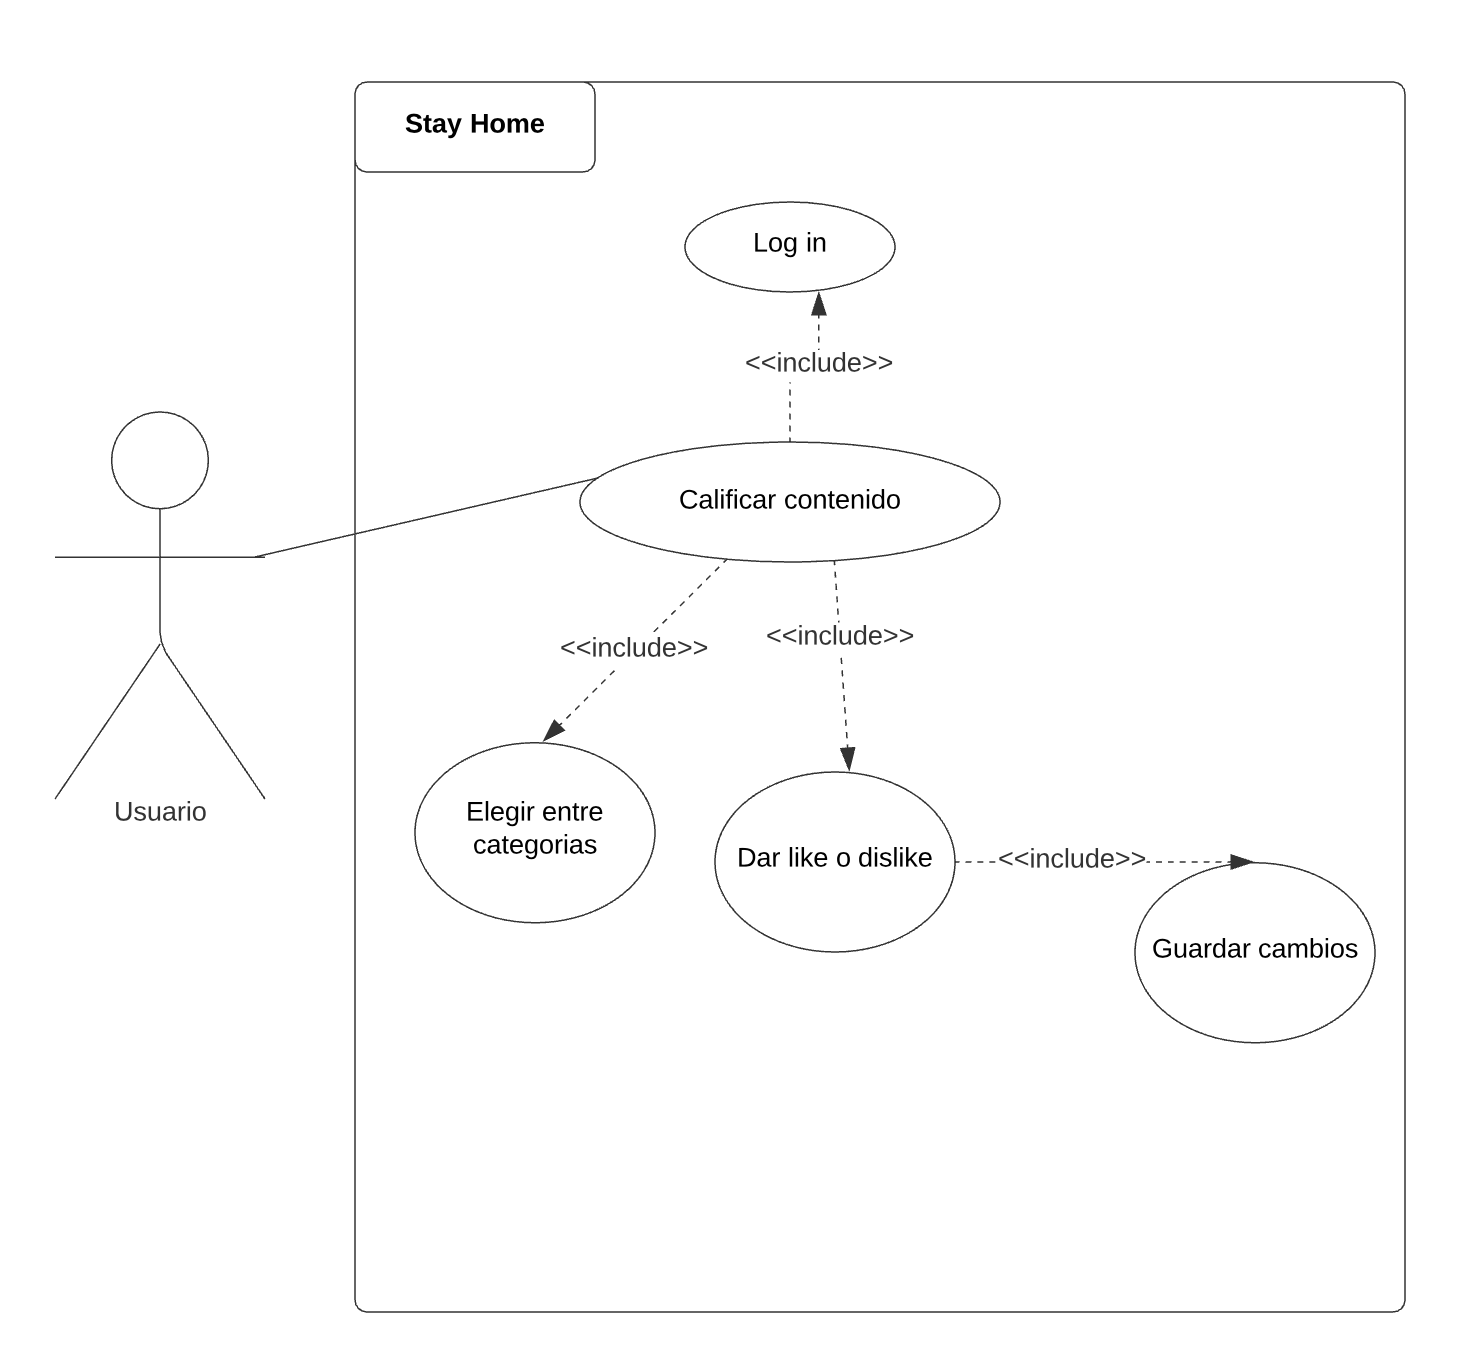 Stay Home
Log in
<<include>>
Calificar contenido
<<include>>
<<include>>
Usuario
Elegir entre
categorias
Dar like o dislike
<<include>>
Guardar cambios